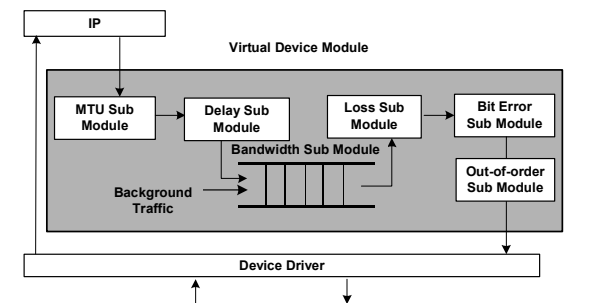 IP
Virtual Device Module
MTU Sub
Module
Delay Sub
Module
Loss Sub
Module
Bit Error
Sub Module
Bandwidth Sub Module
Background
Traffic
Out-of-order
Sub Module
Device Driver